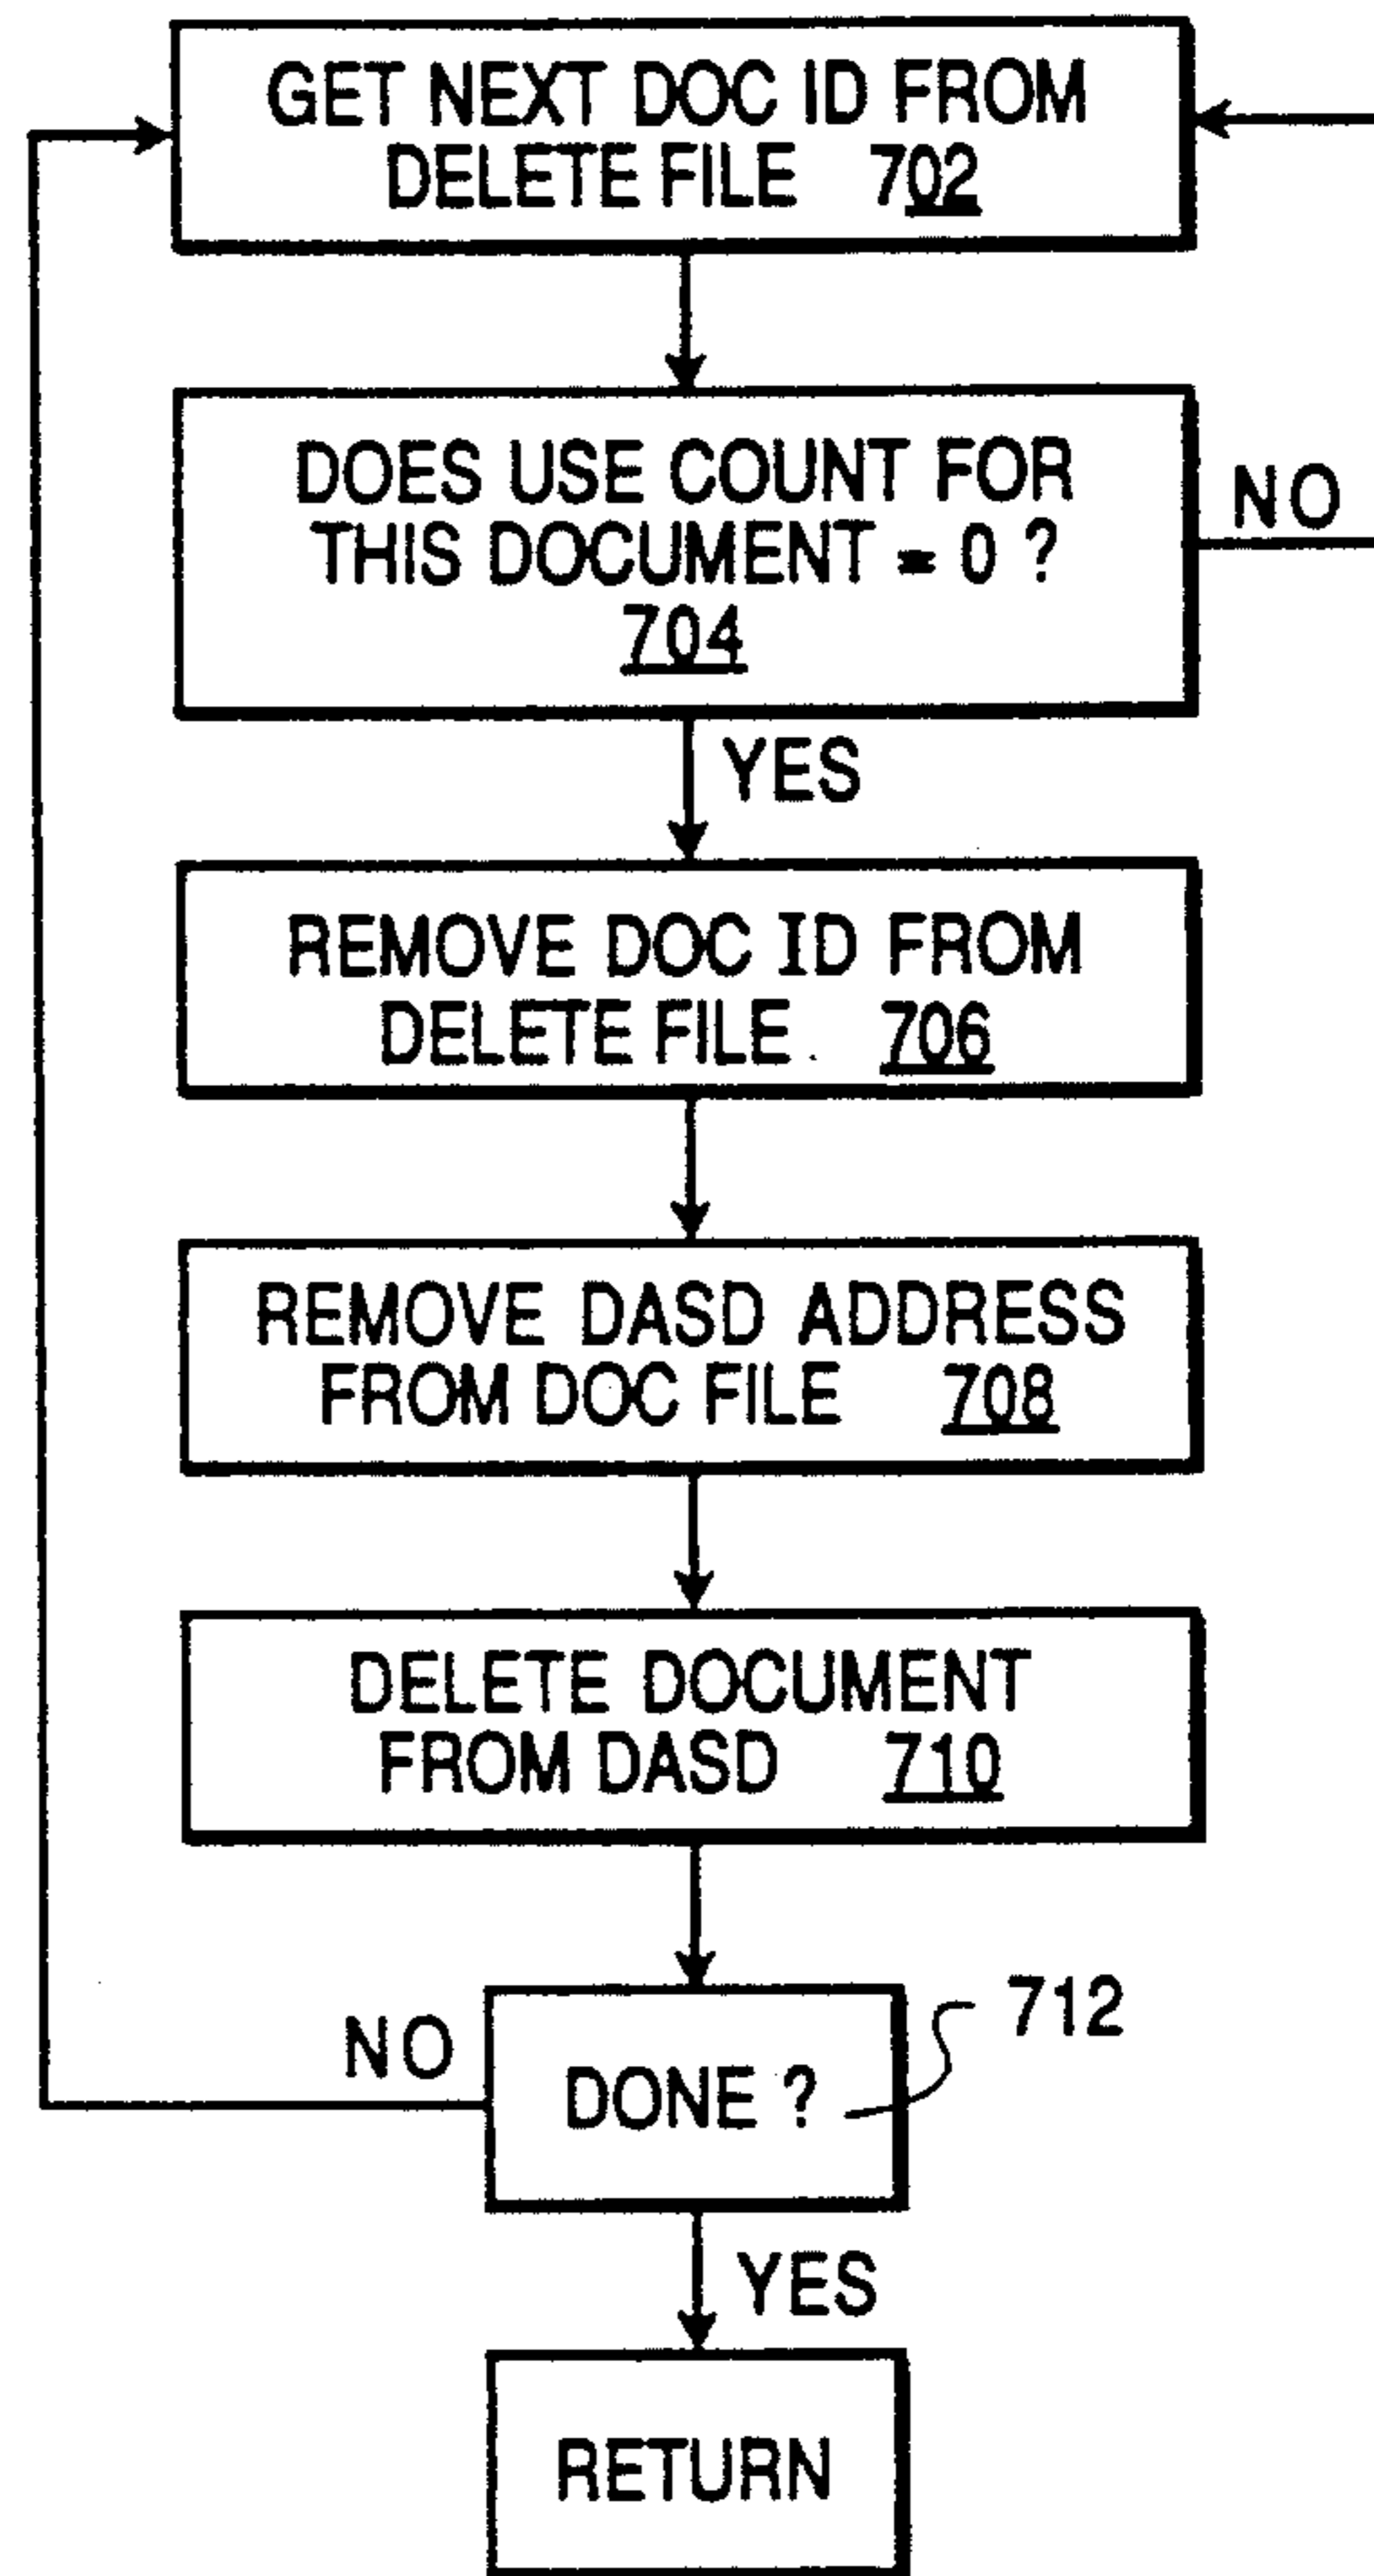 GET NEXT DOC ID FROM
DELETE FILE 702
DOES USE COUNT FOR
THIS DOCUMENT = 0 ?
704
NO
YES
REMOVE DOC ID FROM
DELETE FILE 706
REMOVE DASD ADDRESS
FROM DOC FILE 708
DELETE DOCUMENT
FROM DASD 710
712
NO
DONE ?
YES
RETURN